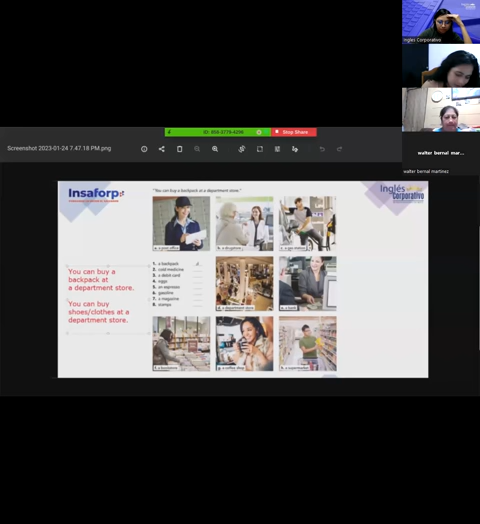 Inglés Corporativo
ID: 858-3778-4206
Stop Share
Screenshot 2023-01-24 7.47.18 PM.png
walter bernal mar...
walter bernal martinez
Insaforp
"You can buy a backpack at a department store."
Inglés
corporativo
a. a post office
b. a drugstore
c. a gas station
You can buy a
backpack at
a department store.
You can buy
shoes/clothes at a
department store.
1. a backpack d
2. cold medicine
3. a debit card
4. eggs
5. an espresso
6. gasoline
7. a magazine
8. stamps
d. a department store
e. a bank
f. a bookstore
g. a coffee shop
h. a supermarket